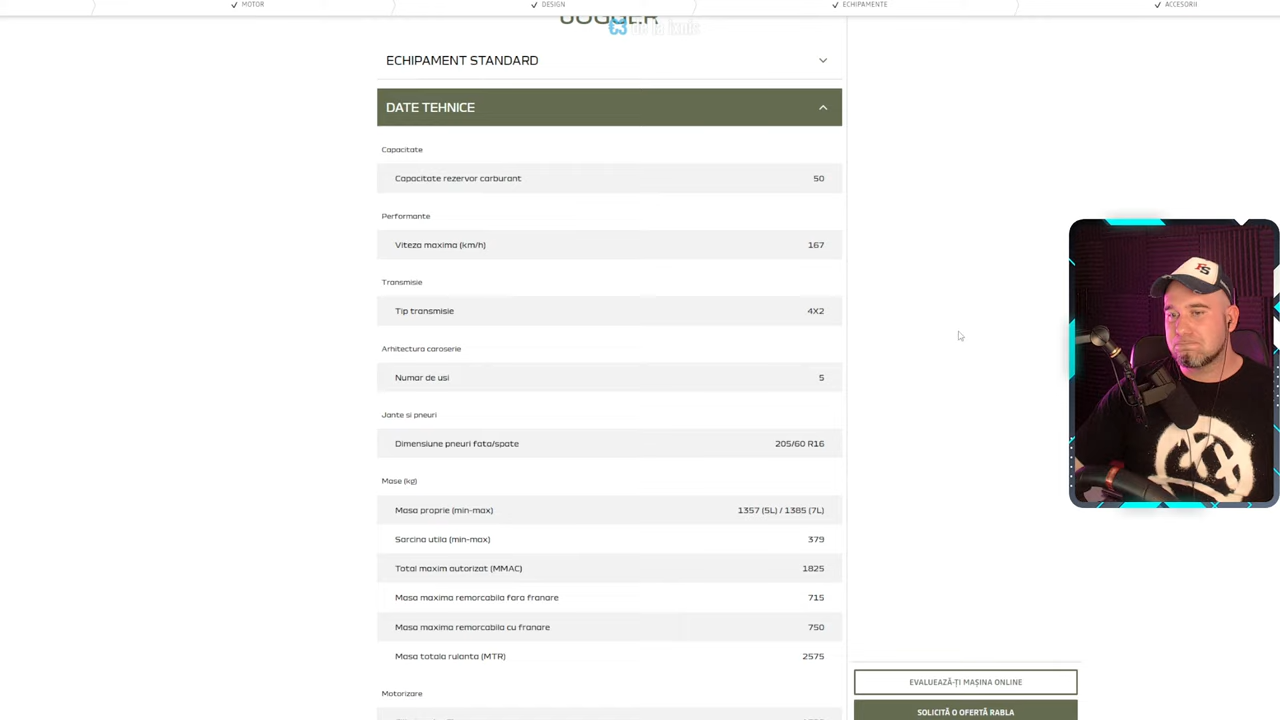 MOTOR
DESIGN
ECHIPAMENTE
ACCESORII
JOGGER
ECHIPAMENT STANDARD
DATE TEHNICE
Capacitate
Capacitate rezervor carburant 50
Performante
Viteza maxima (km/h) 167
Transmisie
Tip transmisie 4X2
Arhitectura caroserie
Numar de usi 5
Jante si pneuri
Dimensiune pneuri fata/spate 205/60 R16
Mase (kg)
Masa proprie (min-max) 1357 (5L) / 1385 (7L)
Sarcina utila (min-max) 379
Total maxim autorizat (MMAC) 1825
Masa maxima remorcabila fara franare 715
Masa maxima remorcabila cu franare 750
Masa totala rulanta (MTR) 2575
Motorizare
EVALUEAZĂ-ȚI MAȘINA ONLINE
SOLICITĂ O OFERTĂ RABLA